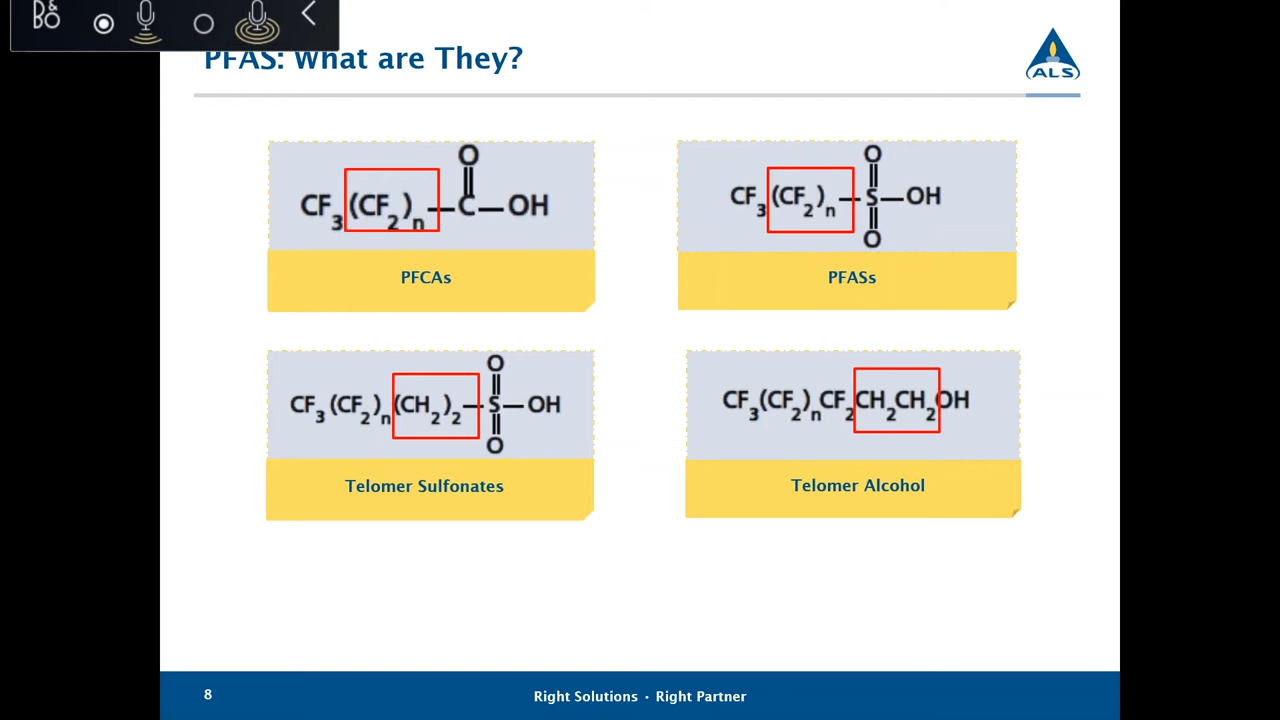 B&O
PFAS: What are They?
ALS
O
CF3(CF2)n—C—OH
PFCAs
O
CF3(CF2)n—S—OH
O
PFASs
O
CF3(CF2)n(CH2)2—S—OH
O
Telomer Sulfonates
CF3(CF2)nCF2CH2CH2OH
Telomer Alcohol
8
Right Solutions · Right Partner